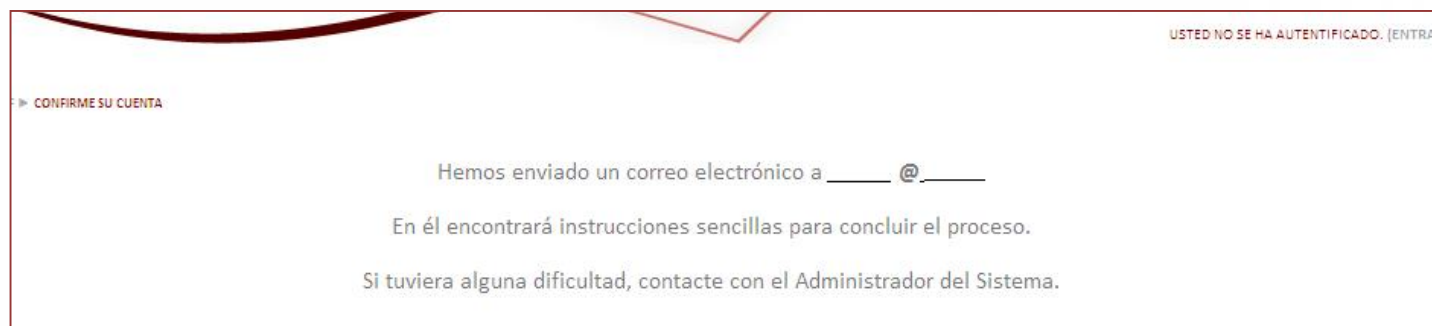 USTED NO SE HA AUTENTIFICADO. (ENTRA
► CONFIRME SU CUENTA
Hemos enviado un correo electrónico a ______ @ ______
En él encontrará instrucciones sencillas para concluir el proceso.
Si tuviera alguna dificultad, contacte con el Administrador del Sistema.